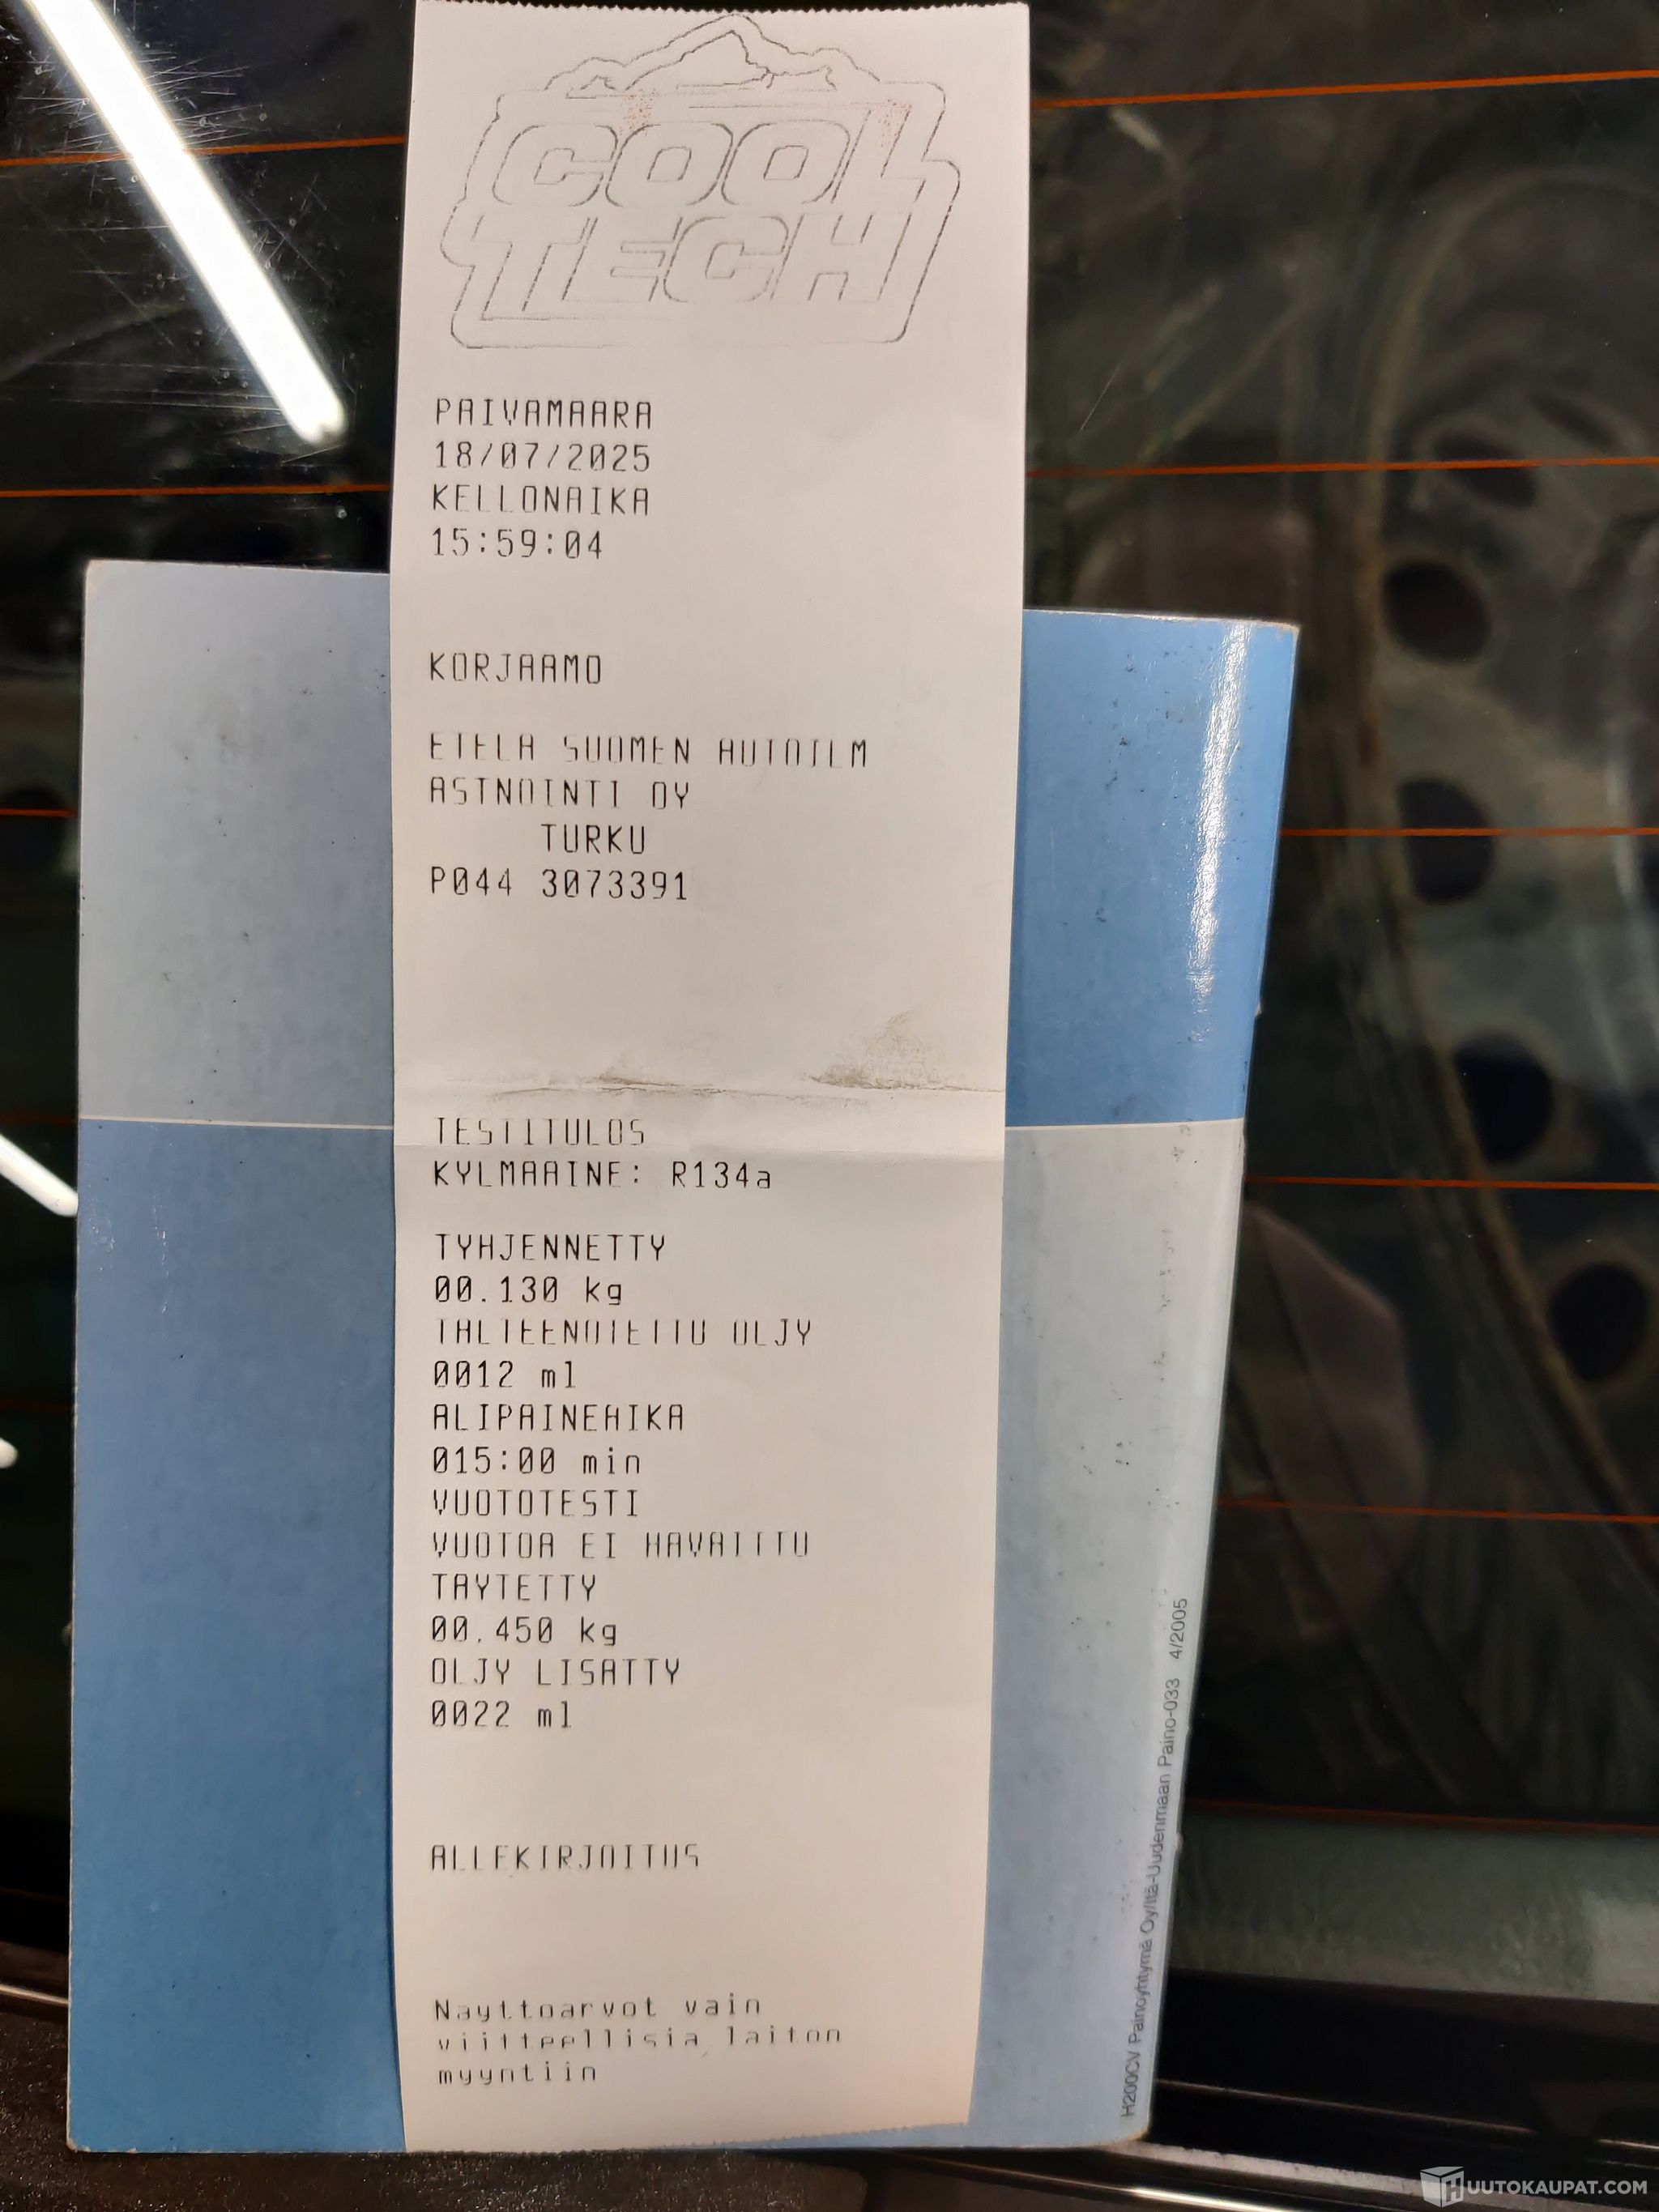 COOL
TECH
PAIVAMAARA
18/07/2025
KELLONAIKA
15:59:04
KORJAAMO
ETELA SUOMEN AUTOILM
ASTNOINTI OY
TURKU
P044 3073391
TESTITULOS
KYLMAAINE: R134a
TYHJENNETTY
00.130 kg
TALTEENOTETTU OLJY
0012 ml
ALIPAINEAIKA
015:00 min
VUOTOTESTI
VUOTOA EI HAVAITTU
TAYTETTY
00.450 kg
OLJY LISATTY
0022 ml
ALLEKIRJOITUS
Nayttoarvot vain
viitteellisia laiton
myyntiin
H200CV Painoyhtymä Oy/Itä-Uudenmaan Paino-033 4/2005
HUUTOKAUPAT.COM